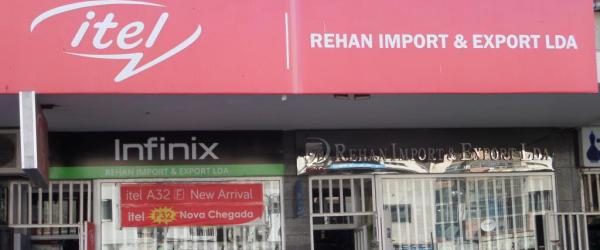 itel
REHAN IMPORT & EXPORT LDA
Infinix
REHAN IMPORT & EXPORT LDA
REHAN IMPORT & EXPORT LDA
itel A32 F New Arrival
itel F32 Nova Chegada